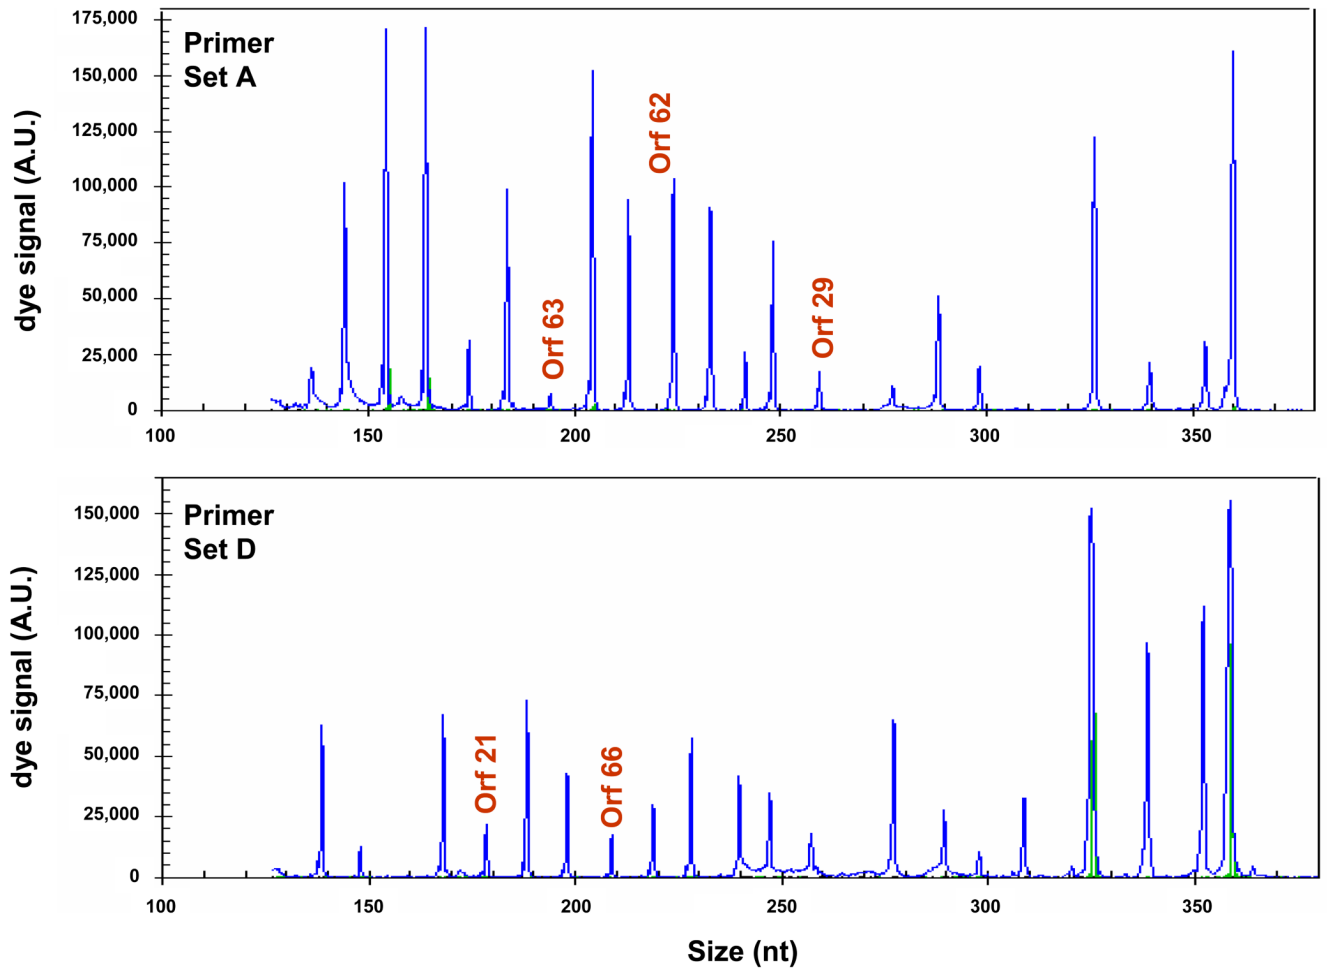 175,000
Primer
Set A
150,000
125,000
100,000
75,000
50,000
25,000
0
dye signal (A.U.)
Orf 63
Orf 62
Orf 29
100 150 200 250 300 350
Primer
Set D
150,000
125,000
100,000
75,000
50,000
25,000
0
dye signal (A.U.)
Orf 21
Orf 66
100 150 200 250 300 350
Size (nt)